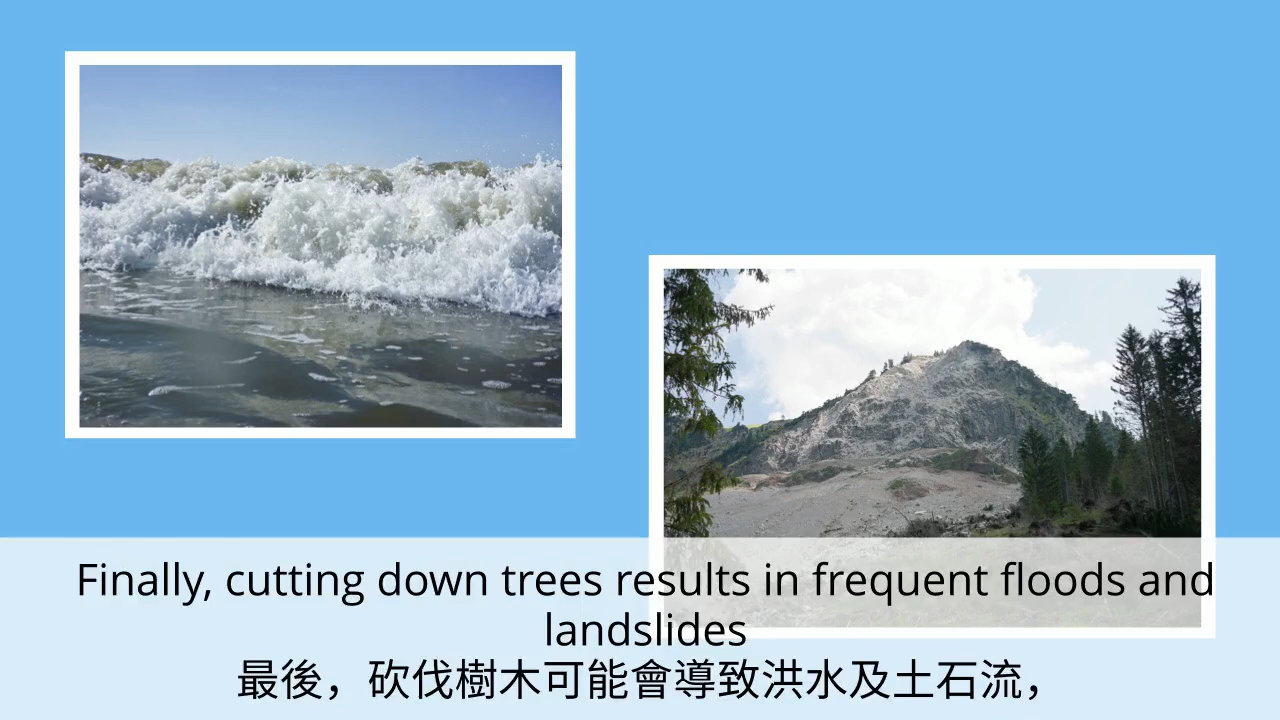 Finally, cutting down trees results in frequent floods and
landslides
最後，砍伐樹木可能會導致洪水及土石流，